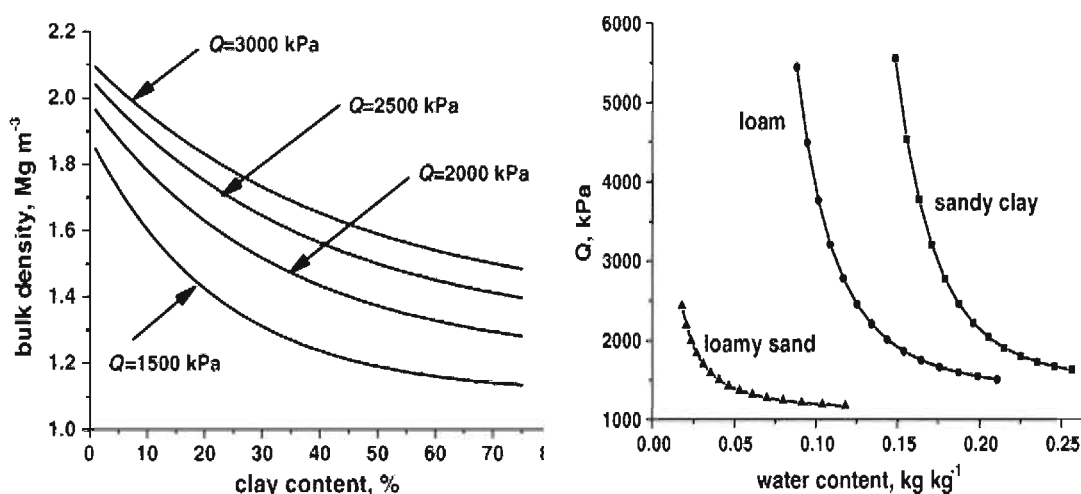 2.2
2.0
1.8
1.6
1.4
1.2
1.0
bulk density, Mg m⁻³
Q=3000 kPa
Q=2500 kPa
Q=2000 kPa
Q=1500 kPa
0 10 20 30 40 50 60 70 8
clay content, %
6000
5000
4000
3000
2000
1000
Q, kPa
loam
sandy clay
loamy sand
0.00 0.05 0.10 0.15 0.20 0.25
water content, kg kg⁻¹